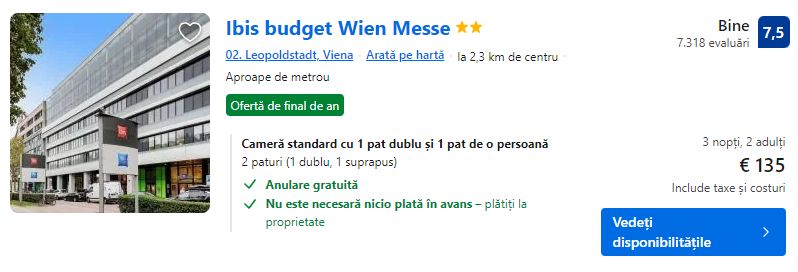 Ibis budget Wien Messe
02. Leopoldstadt, Viena · Arată pe hartă · la 2,3 km de centru ·
Aproape de metrou
Ofertă de final de an
Cameră standard cu 1 pat dublu și 1 pat de o persoană
2 paturi (1 dublu, 1 suprapus)
Anulare gratuită
Nu este necesară nicio plată în avans – plătiți la
proprietate
Bine
7.318 evaluări
7,5
3 nopți, 2 adulți
€ 135
Include taxe și costuri
Vedeți
disponibilitățile